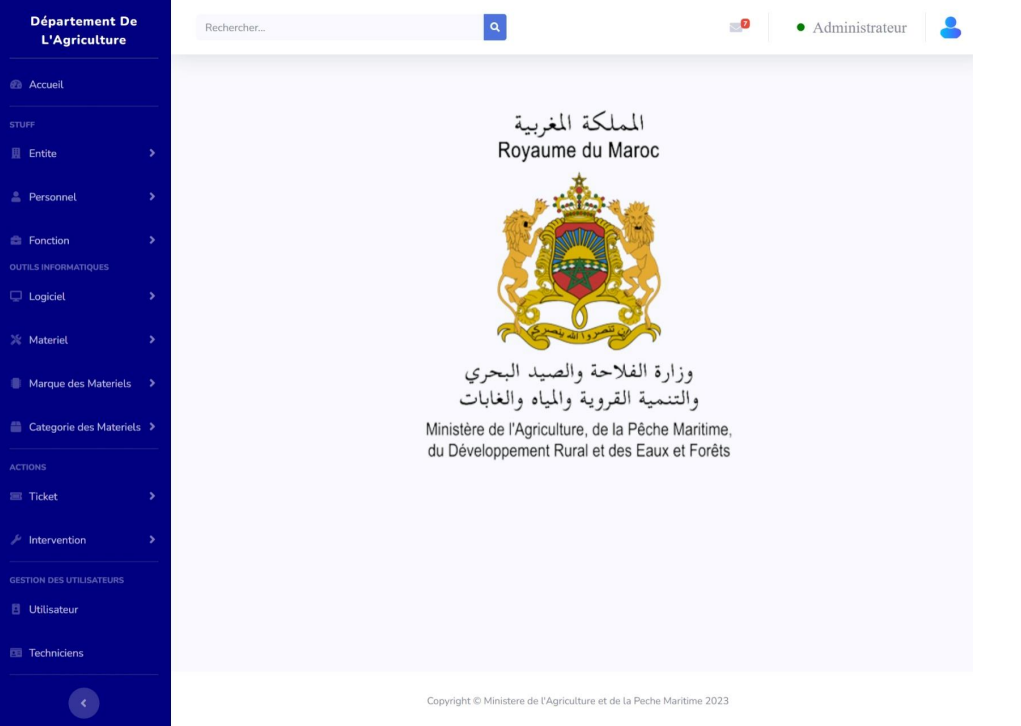 Département De
L'Agriculture
Accueil
STUFF
Entite
Personnel
Fonction
OUTILS INFORMATIQUES
Logiciel
Materiel
Marque des Materiels
Categorie des Materiels
ACTIONS
Ticket
Intervention
GESTION DES UTILISATEURS
Utilisateur
Techniciens
Rechercher...
7
Administrateur
المملكة المغربية
Royaume du Maroc
إن تنصروا الله ينصركم
وزارة الفلاحة والصيد البحري
والتنمية القروية والمياه والغابات
Ministère de l'Agriculture, de la Pêche Maritime,
du Développement Rural et des Eaux et Forêts
Copyright © Ministere de l'Agriculture et de la Peche Maritime 2023